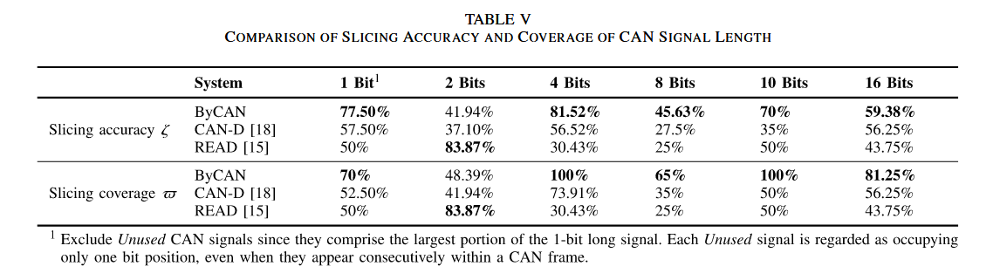 TABLE V
COMPARISON OF SLICING ACCURACY AND COVERAGE OF CAN SIGNAL LENGTH
System 1 Bit¹ 2 Bits 4 Bits 8 Bits 10 Bits 16 Bits
ByCAN 77.50% 41.94% 81.52% 45.63% 70% 59.38%
Slicing accuracy ζ CAN-D [18] 57.50% 37.10% 56.52% 27.5% 35% 56.25%
READ [15] 50% 83.87% 30.43% 25% 50% 43.75%
ByCAN 70% 48.39% 100% 65% 100% 81.25%
Slicing coverage ϖ CAN-D [18] 52.50% 41.94% 73.91% 35% 50% 56.25%
READ [15] 50% 83.87% 30.43% 25% 50% 43.75%
¹ Exclude Unused CAN signals since they comprise the largest portion of the 1-bit long signal. Each Unused signal is regarded as occupying
only one bit position, even when they appear consecutively within a CAN frame.